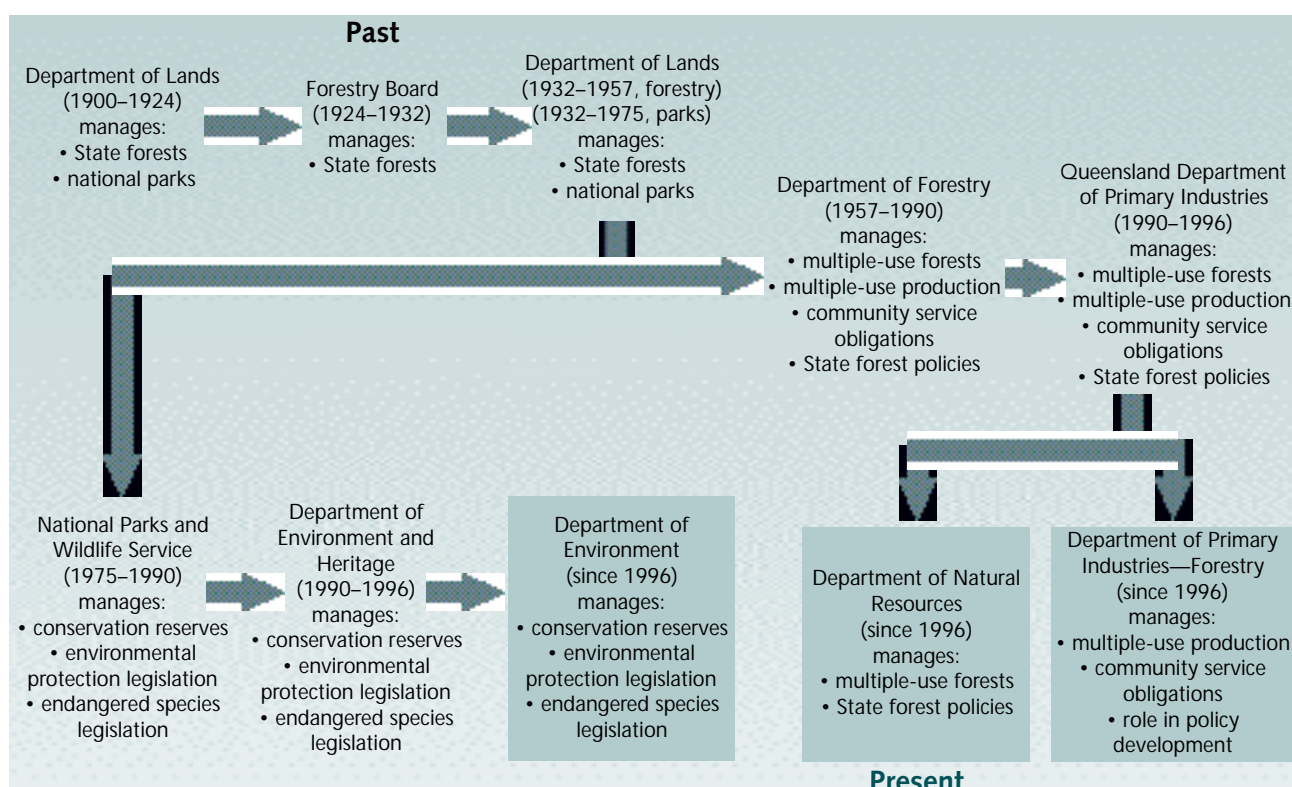 Past
Department of Lands
(1900–1924)
manages:
• State forests
• national parks
Forestry Board
(1924–1932)
manages:
• State forests
Department of Lands
(1932–1957, forestry)
(1932–1975, parks)
manages:
• State forests
• national parks
Department of Forestry
(1957–1990)
manages:
• multiple-use forests
• multiple-use production
• community service
obligations
• State forest policies
Queensland Department
of Primary Industries
(1990–1996)
manages:
• multiple-use forests
• multiple-use production
• community service
obligations
• State forest policies
National Parks and
Wildlife Service
(1975–1990)
manages:
• conservation reserves
• environmental
protection legislation
• endangered species
legislation
Department of
Environment and
Heritage
(1990–1996)
manages:
• conservation reserves
• environmental
protection legislation
• endangered species
legislation
Department of
Environment
(since 1996)
manages:
• conservation reserves
• environmental
protection legislation
• endangered species
legislation
Department of Natural
Resources
(since 1996)
manages:
• multiple-use forests
• State forest policies
Department of Primary
Industries—Forestry
(since 1996)
manages:
• multiple-use production
• community service
obligations
• role in policy
development
Present